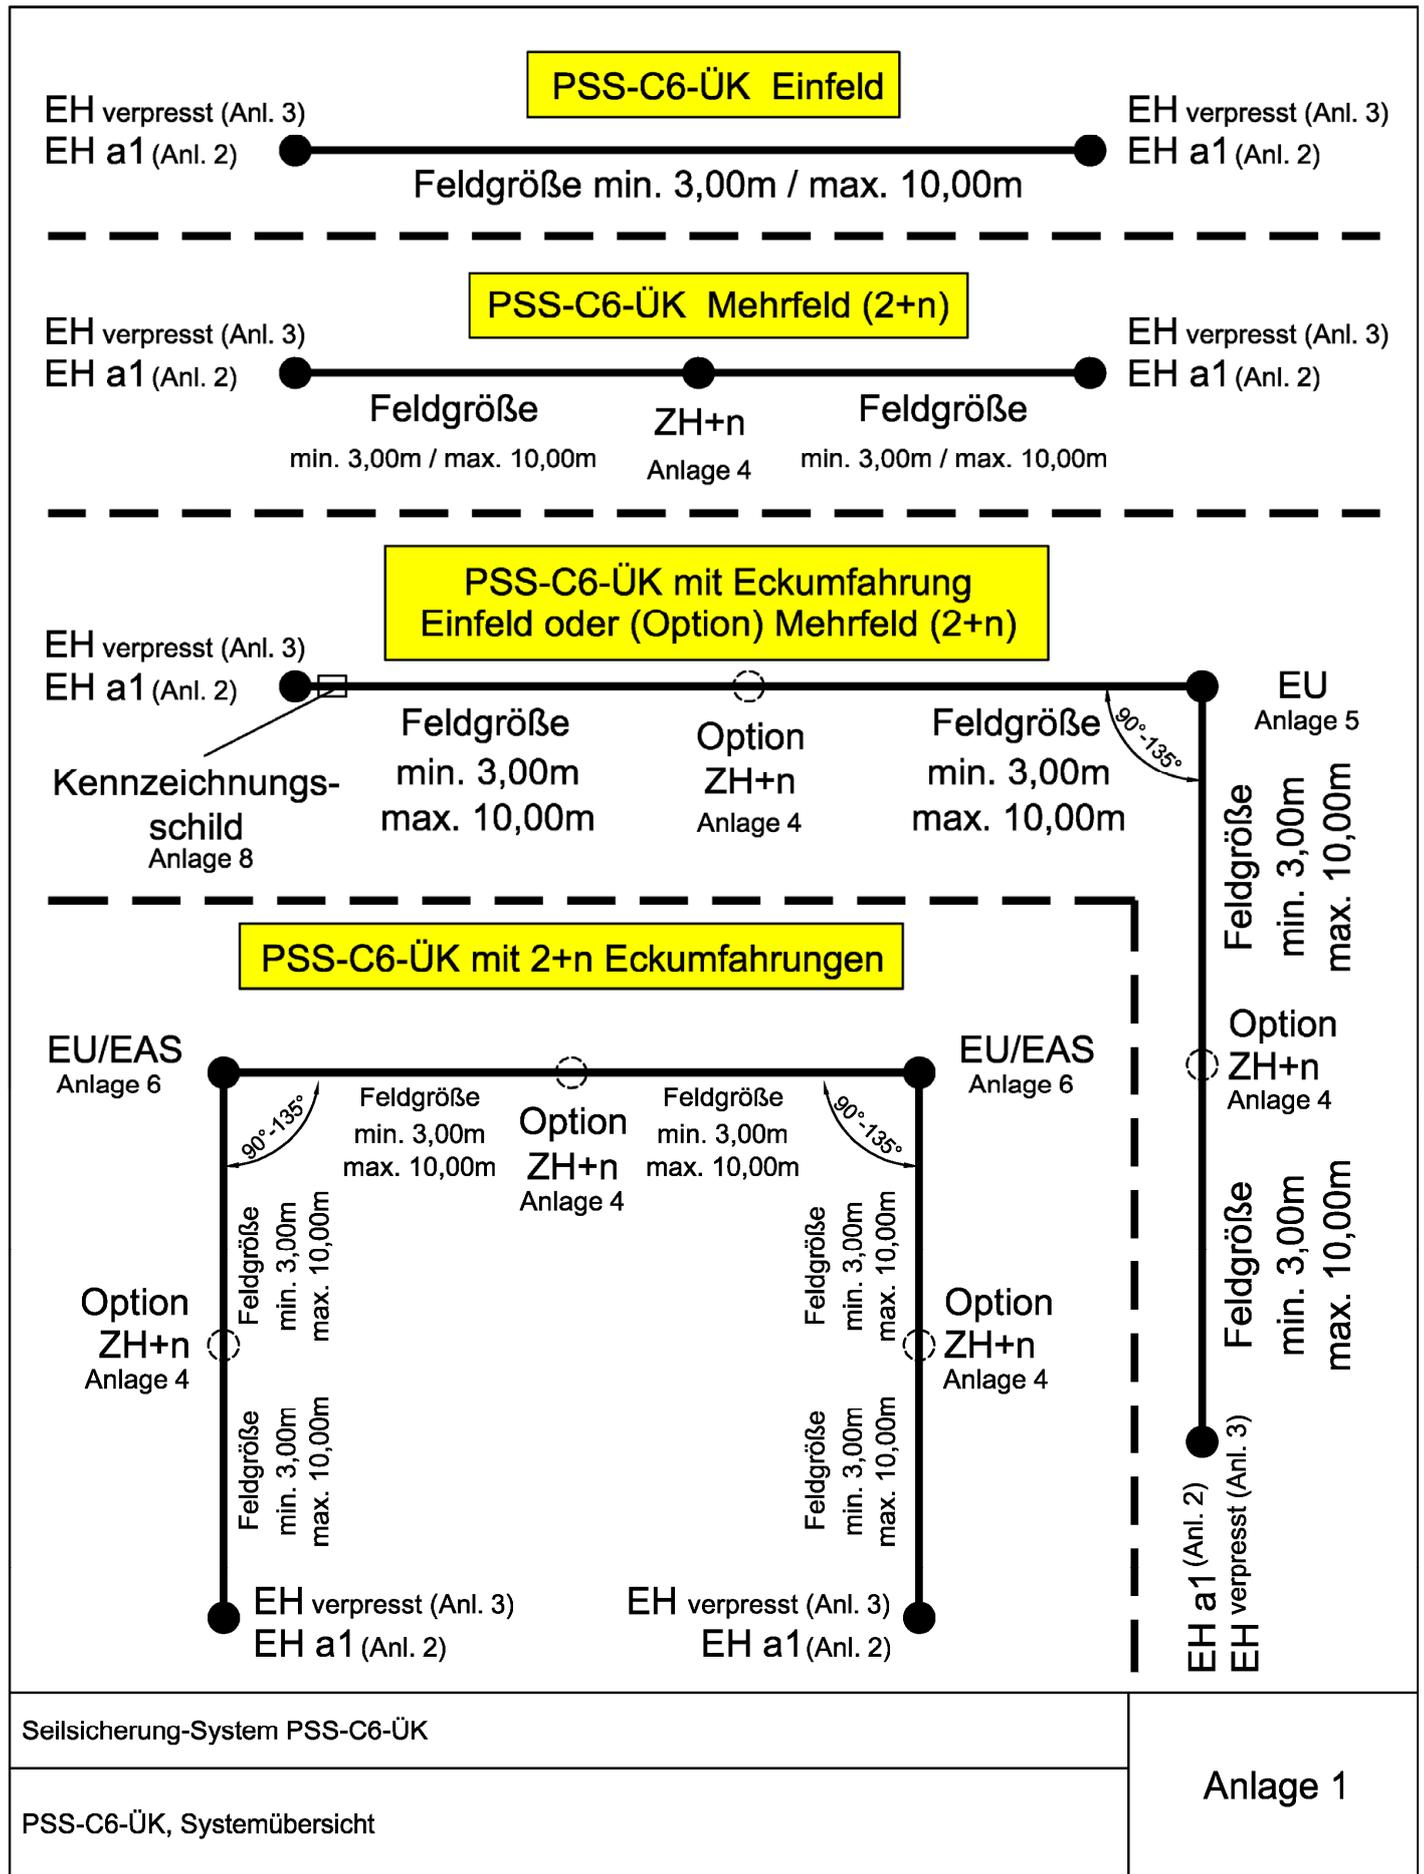 PSS-C6-ÜK Einfeld
EH verpresst (Anl. 3)
EH a1 (Anl. 2)
EH verpresst (Anl. 3)
EH a1 (Anl. 2)
Feldgröße min. 3,00m / max. 10,00m
PSS-C6-ÜK Mehrfeld (2+n)
EH verpresst (Anl. 3)
EH a1 (Anl. 2)
EH verpresst (Anl. 3)
EH a1 (Anl. 2)
Feldgröße
min. 3,00m / max. 10,00m
ZH+n
Anlage 4
Feldgröße
min. 3,00m / max. 10,00m
PSS-C6-ÜK mit Eckumfahrung
Einfeld oder (Option) Mehrfeld (2+n)
EH verpresst (Anl. 3)
EH a1 (Anl. 2)
Kennzeichnungs-
schild
Anlage 8
Feldgröße
min. 3,00m
max. 10,00m
Option
ZH+n
Anlage 4
Feldgröße
min. 3,00m
max. 10,00m
90°-135°
EU
Anlage 5
Feldgröße
min. 3,00m
max. 10,00m
Option
ZH+n
Anlage 4
Feldgröße
min. 3,00m
max. 10,00m
EH a1 (Anl. 2)
EH verpresst (Anl. 3)
PSS-C6-ÜK mit 2+n Eckumfahrungen
EU/EAS
Anlage 6
EU/EAS
Anlage 6
90°-135°
Feldgröße
min. 3,00m
max. 10,00m
Option
ZH+n
Anlage 4
Feldgröße
min. 3,00m
max. 10,00m
90°-135°
Feldgröße
min. 3,00m
max. 10,00m
Feldgröße
min. 3,00m
max. 10,00m
Option
ZH+n
Anlage 4
Option
ZH+n
Anlage 4
Feldgröße
min. 3,00m
max. 10,00m
Feldgröße
min. 3,00m
max. 10,00m
EH verpresst (Anl. 3)
EH a1 (Anl. 2)
EH verpresst (Anl. 3)
EH a1 (Anl. 2)
Seilsicherung-System PSS-C6-ÜK
PSS-C6-ÜK, Systemübersicht
Anlage 1